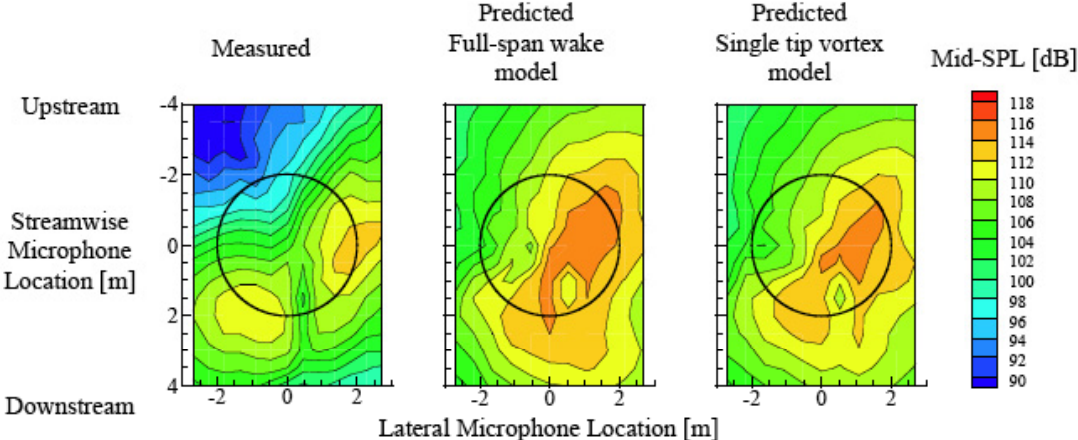 Measured
Predicted
Full-span wake
model
Predicted
Single tip vortex
model
Mid-SPL [dB]
Upstream
Streamwise
Microphone
Location [m]
Downstream
-4
-2
0
2
4
-2 0 2
-2 0 2
-2 0 2
Lateral Microphone Location [m]
118
116
114
112
110
108
106
104
102
100
98
96
94
92
90